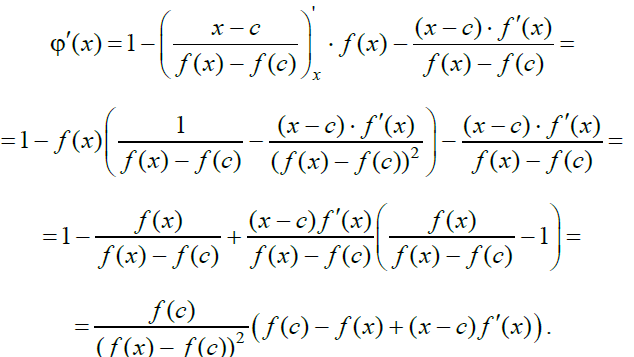 φ′(x) = 1 − ( (x − c) / (f(x) − f(c)) )′ₓ · f(x) − ((x − c) · f′(x)) / (f(x) − f(c)) =
= 1 − f(x) ( 1 / (f(x) − f(c)) − ((x − c) · f′(x)) / (f(x) − f(c))² ) − ((x − c) · f′(x)) / (f(x) − f(c)) =
= 1 − f(x) / (f(x) − f(c)) + ((x − c) f′(x)) / (f(x) − f(c)) ( f(x) / (f(x) − f(c)) − 1 ) =
= f(c) / (f(x) − f(c))² ( f(c) − f(x) + (x − c) f′(x) ).